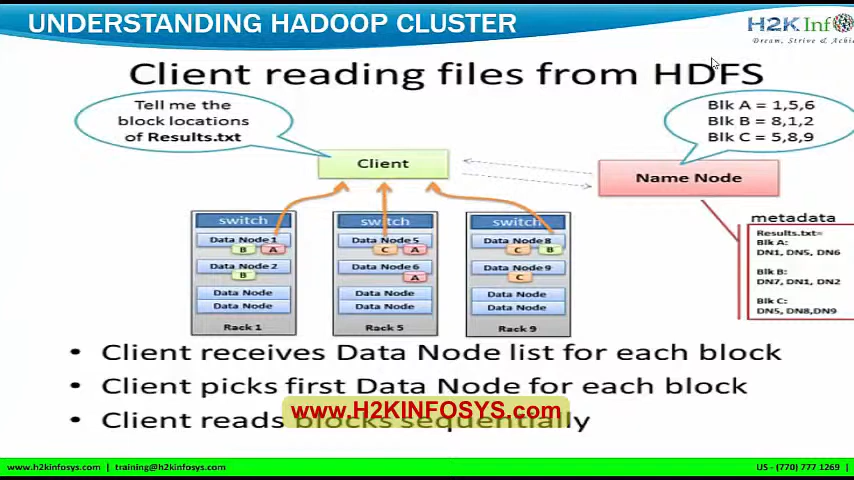 UNDERSTANDING HADOOP CLUSTER
H2K Inf
Dream, Strive & Achi
Client reading files from HDFS
Tell me the
block locations
of Results.txt
Client
Name Node
Blk A = 1,5,6
Blk B = 8,1,2
Blk C = 5,8,9
metadata
Results.txt=
Blk A:
DN1, DN5, DN6
Blk B:
DN7, DN1, DN2
Blk C:
DN5, DN8,DN9
switch
Data Node 1
B A
Data Node 2
B
Data Node
Data Node
Rack 1
switch
Data Node 5
C A
Data Node 6
A
Data Node
Data Node
Rack 5
switch
Data Node 8
C B
Data Node 9
C
Data Node
Data Node
Rack 9
• Client receives Data Node list for each block
• Client picks first Data Node for each block
• Client reads blocks sequentially
www.H2KINFOSYS.com
www.h2kinfosys.com | training@h2kinfosys.com
US - (770) 777 1269 |